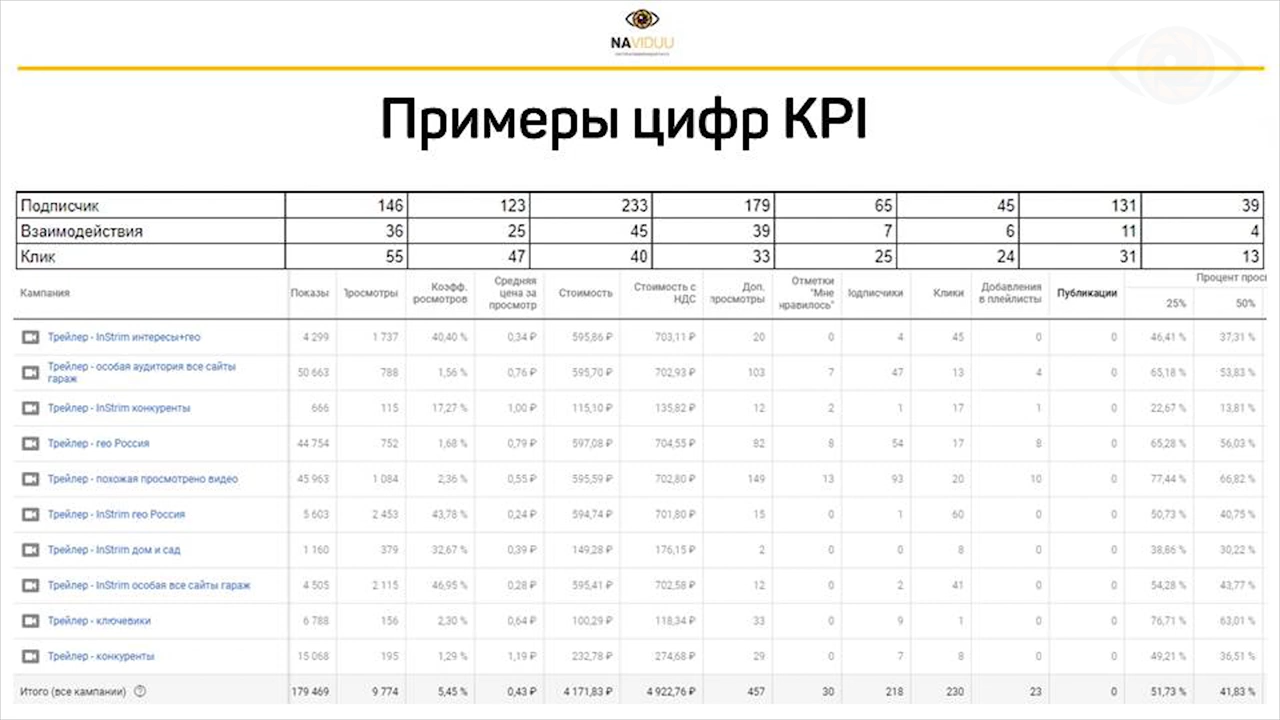 NAVIDUU
Примеры цифр KPI
Подписчик 146 123 233 179 65 45 131 39
Взаимодействия 36 25 45 39 7 6 11 4
Клик 55 47 40 33 25 24 31 13
Кампания Показы Просмотры Коэфф. росмотров Средняя цена за просмотр Стоимость Стоимость с НДС Доп. просмотры Отметки "Мне нравилось" Подписчики Клики Добавления в плейлисты Публикации Процент прос 25% 50%
Трейлер - InStrim интересы+гео 4 299 1 737 40,40 % 0,34 ₽ 595,86 ₽ 703,11 ₽ 20 0 4 45 0 0 46,41 % 37,31 %
Трейлер - особая аудитория все сайты
гараж 50 663 788 1,56 % 0,76 ₽ 595,70 ₽ 702,93 ₽ 103 7 47 13 4 0 65,18 % 53,83 %
Трейлер - InStrim конкуренты 666 115 17,27 % 1,00 ₽ 115,10 ₽ 135,82 ₽ 12 2 1 17 1 0 22,67 % 13,81 %
Трейлер - гео Россия 44 754 752 1,68 % 0,79 ₽ 597,08 ₽ 704,55 ₽ 82 8 54 17 8 0 65,28 % 56,03 %
Трейлер - похожая просмотрено видео 45 963 1 084 2,36 % 0,55 ₽ 595,59 ₽ 702,80 ₽ 149 13 93 20 10 0 77,44 % 66,82 %
Трейлер - InStrim гео Россия 5 603 2 453 43,78 % 0,24 ₽ 594,74 ₽ 701,80 ₽ 15 0 1 60 0 0 50,73 % 40,75 %
Трейлер - InStrim дом и сад 1 160 379 32,67 % 0,39 ₽ 149,28 ₽ 176,15 ₽ 2 0 0 8 0 0 38,86 % 30,22 %
Трейлер - InStrim особая все сайты гараж 4 505 2 115 46,95 % 0,28 ₽ 595,41 ₽ 702,58 ₽ 12 0 2 41 0 0 54,28 % 43,77 %
Трейлер - ключевики 6 788 156 2,30 % 0,64 ₽ 100,29 ₽ 118,34 ₽ 33 0 9 1 0 0 76,71 % 63,01 %
Трейлер - конкуренты 15 068 195 1,29 % 1,19 ₽ 232,78 ₽ 274,68 ₽ 29 0 7 8 0 0 49,21 % 36,51 %
Итого (все кампании) 179 469 9 774 5,45 % 0,43 ₽ 4 171,83 ₽ 4 922,76 ₽ 457 30 218 230 23 0 51,73 % 41,83 %